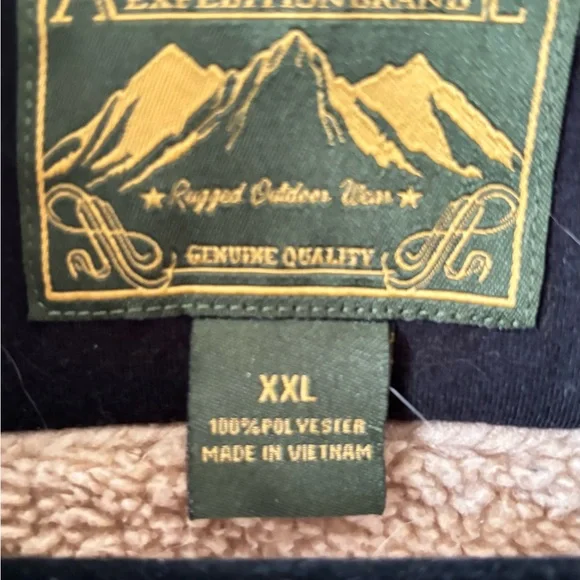 EXPEDITION BRAND
Rugged Outdoor Wear
GENUINE QUALITY
XXL
100% POLYESTER
MADE IN VIETNAM